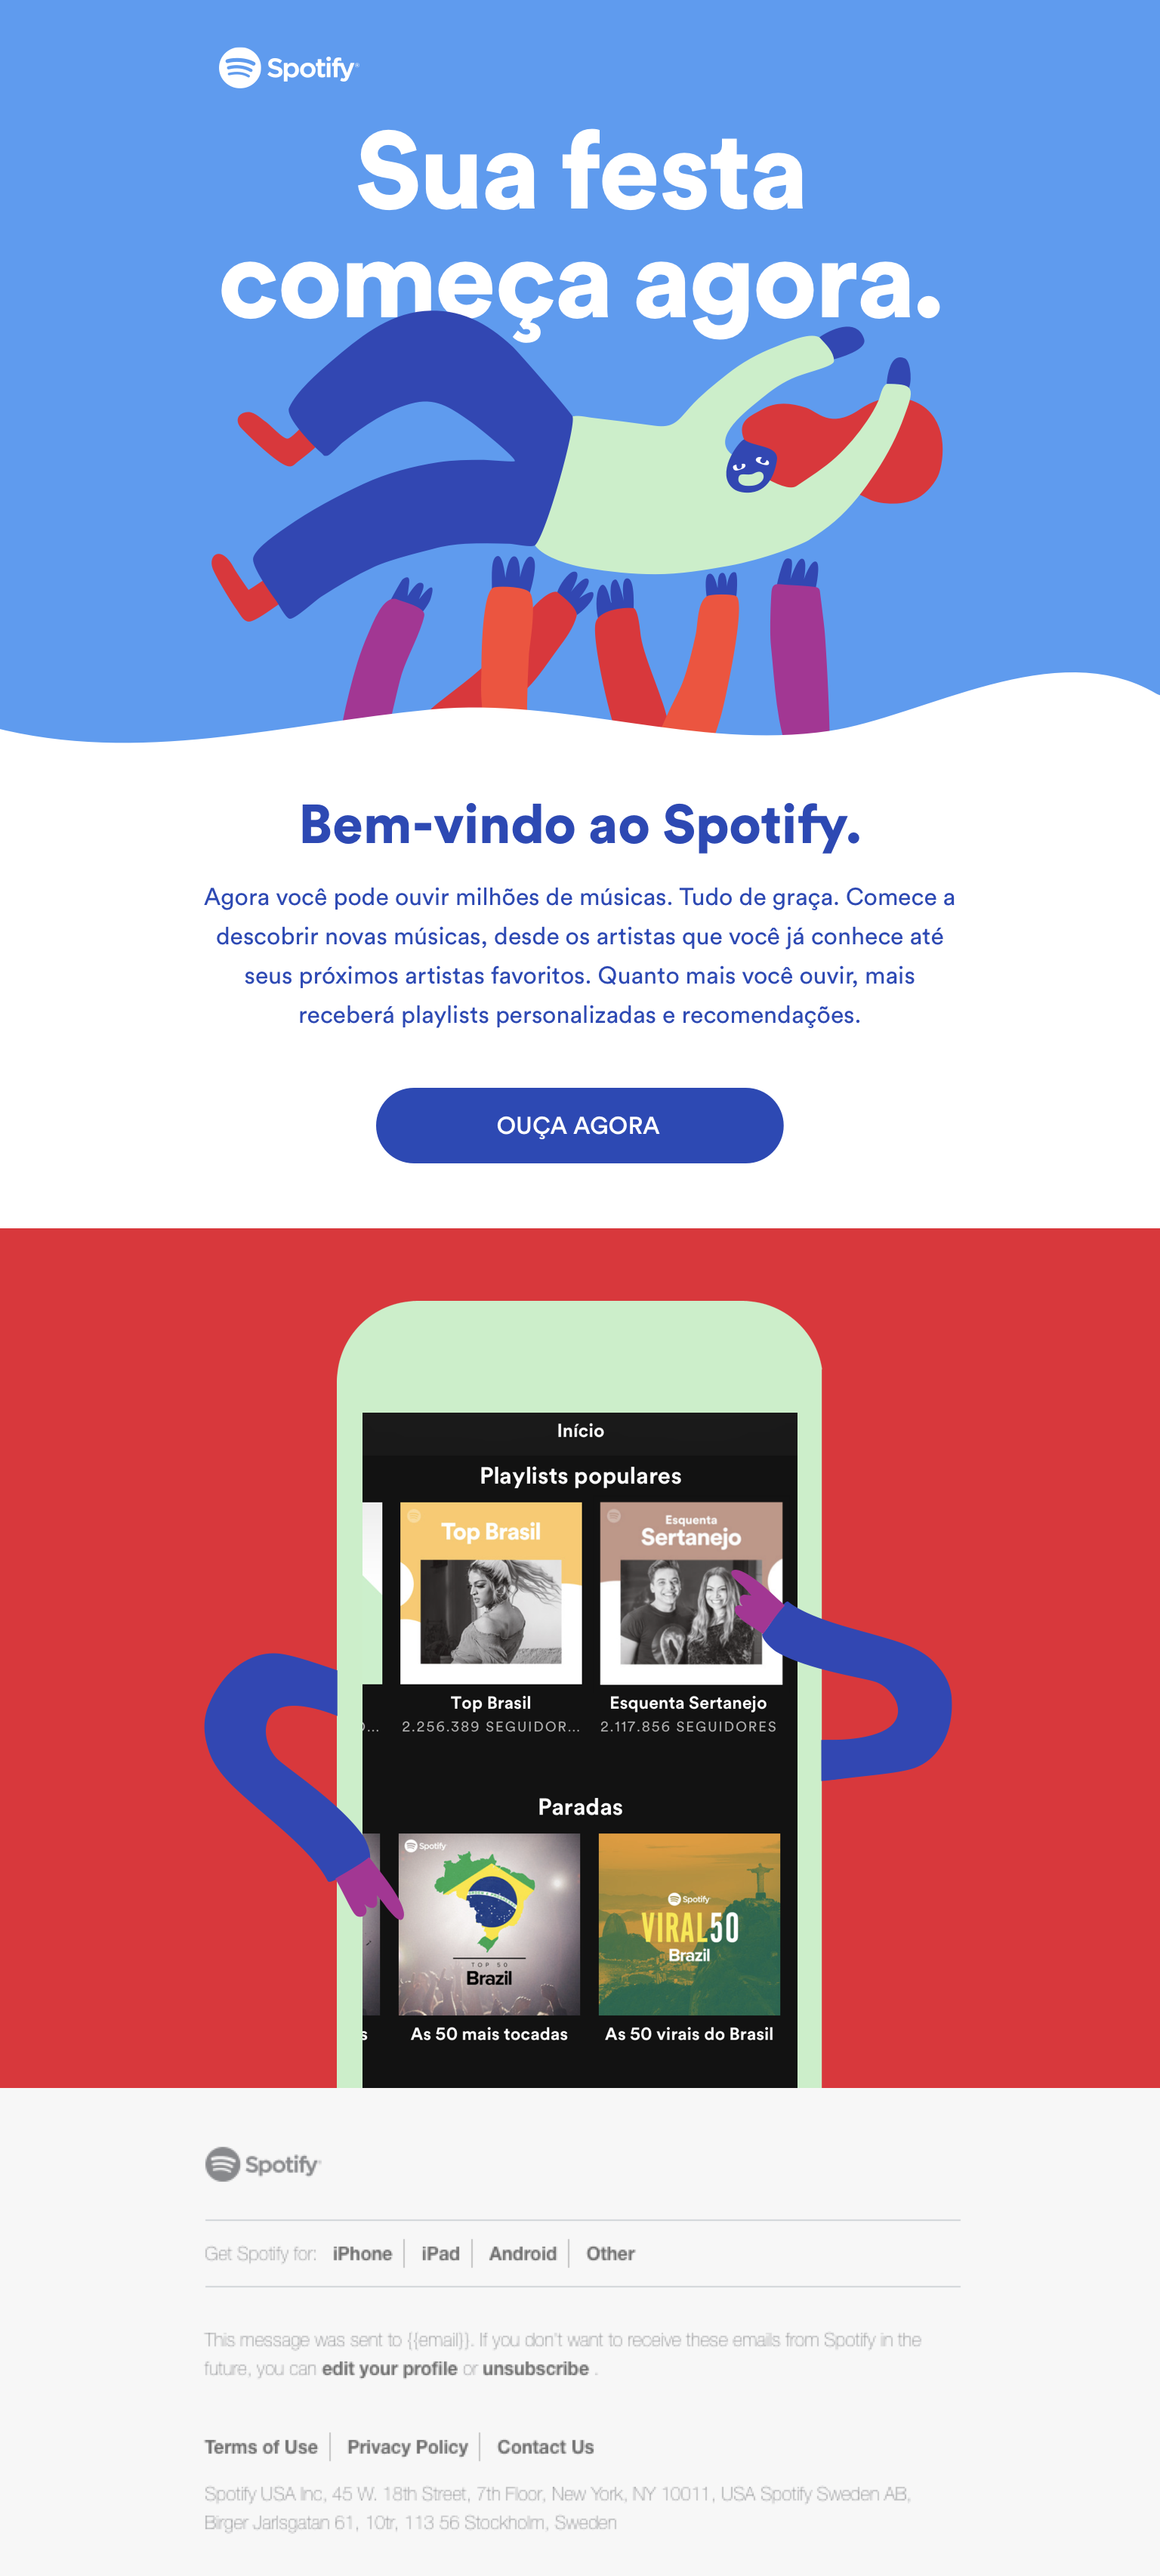 Spotify
Sua festa
começa agora.
Bem-vindo ao Spotify.
Agora você pode ouvir milhões de músicas. Tudo de graça. Comece a
descobrir novas músicas, desde os artistas que você já conhece até
seus próximos artistas favoritos. Quanto mais você ouvir, mais
receberá playlists personalizadas e recomendações.
OUÇA AGORA
Início
Playlists populares
Top Brasil
Esquenta
Sertanejo
Top Brasil
Esquenta Sertanejo
2.256.389 SEGUIDOR...
2.117.856 SEGUIDORES
Paradas
Spotify
TOP 50
Brazil
Spotify
VIRAL50
Brazil
As 50 mais tocadas
As 50 virais do Brasil
Spotify
Get Spotify for: iPhone iPad Android Other
This message was sent to {{email}}. If you don't want to receive these emails from Spotify in the
future, you can edit your profile or unsubscribe .
Terms of Use Privacy Policy Contact Us
Spotify USA Inc, 45 W. 18th Street, 7th Floor, New York, NY 10011, USA Spotify Sweden AB,
Birger Jarlsgatan 61, 10tr, 113 56 Stockholm, Sweden